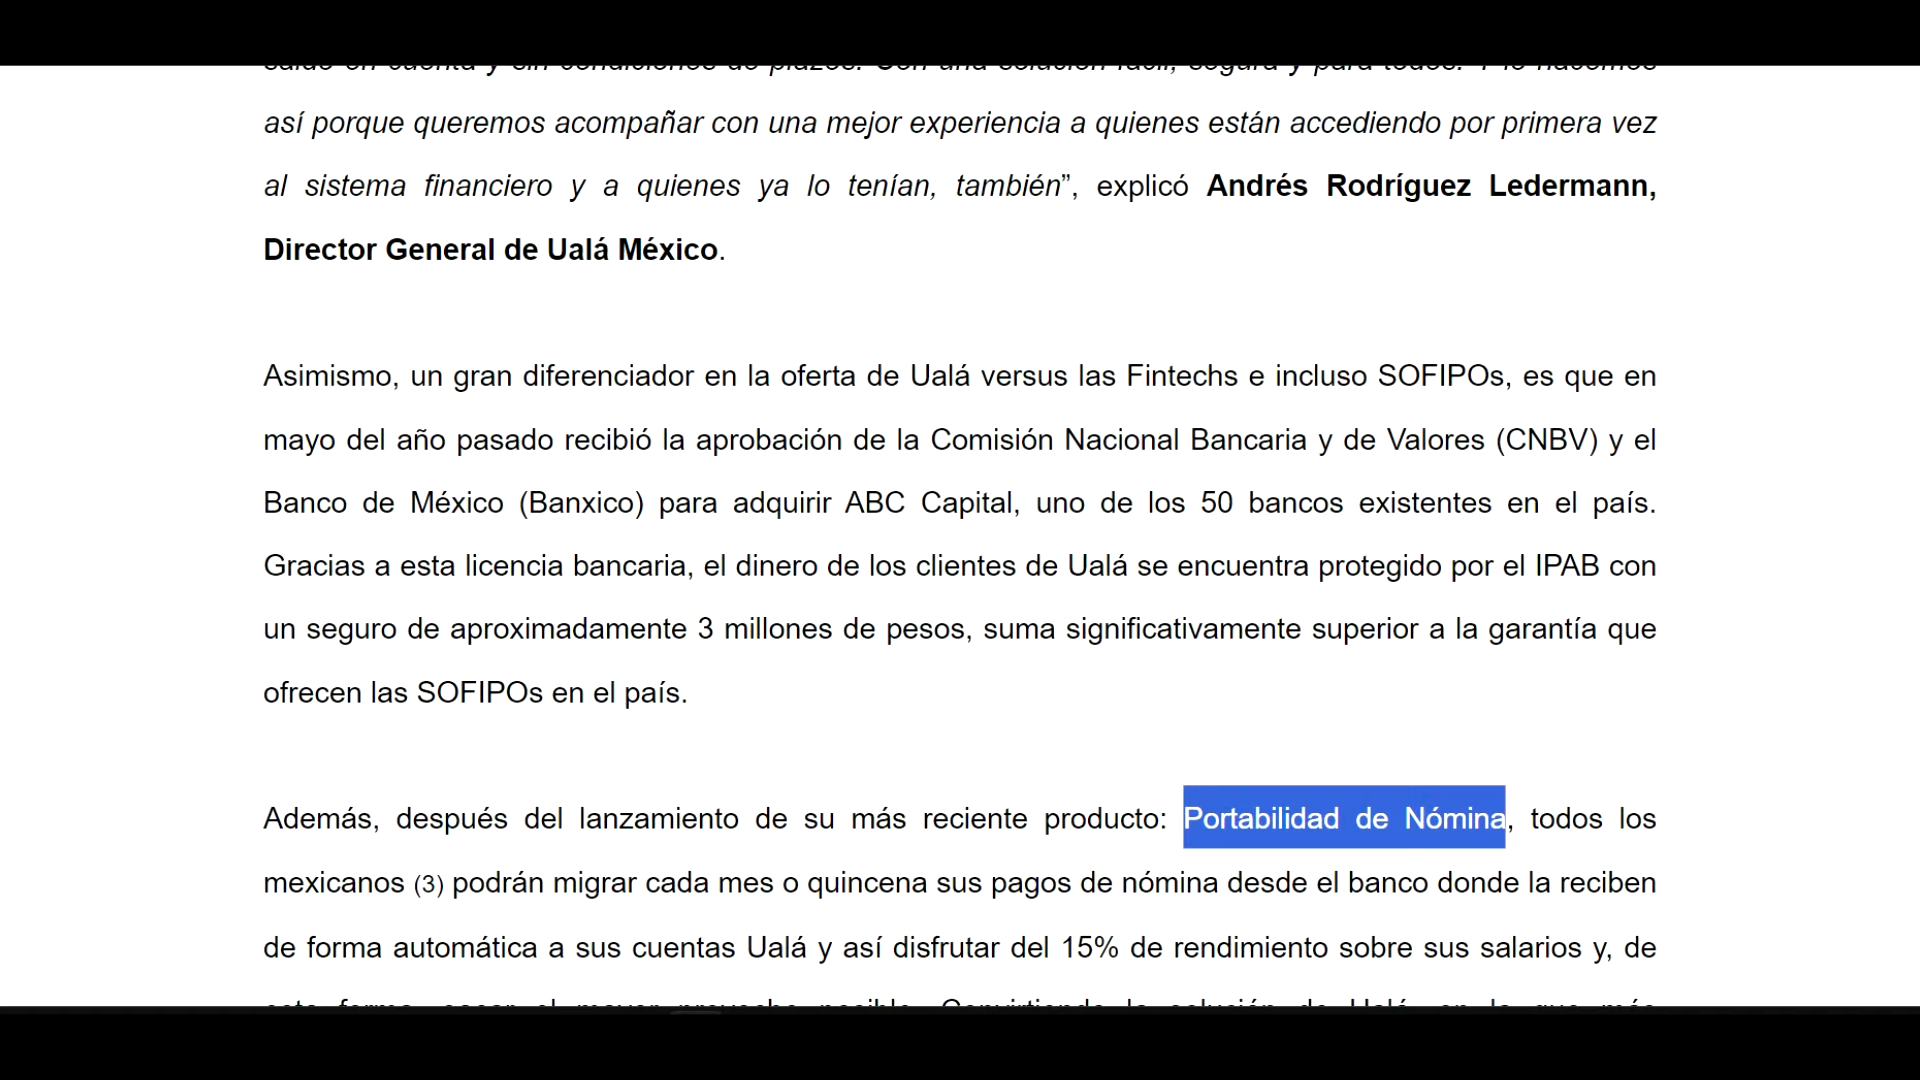 así porque queremos acompañar con una mejor experiencia a quienes están accediendo por primera vez
al sistema financiero y a quienes ya lo tenían, también”, explicó Andrés Rodríguez Ledermann,
Director General de Ualá México.
Asimismo, un gran diferenciador en la oferta de Ualá versus las Fintechs e incluso SOFIPOs, es que en
mayo del año pasado recibió la aprobación de la Comisión Nacional Bancaria y de Valores (CNBV) y el
Banco de México (Banxico) para adquirir ABC Capital, uno de los 50 bancos existentes en el país.
Gracias a esta licencia bancaria, el dinero de los clientes de Ualá se encuentra protegido por el IPAB con
un seguro de aproximadamente 3 millones de pesos, suma significativamente superior a la garantía que
ofrecen las SOFIPOs en el país.
Además, después del lanzamiento de su más reciente producto: Portabilidad de Nómina, todos los
mexicanos (3) podrán migrar cada mes o quincena sus pagos de nómina desde el banco donde la reciben
de forma automática a sus cuentas Ualá y así disfrutar del 15% de rendimiento sobre sus salarios y, de